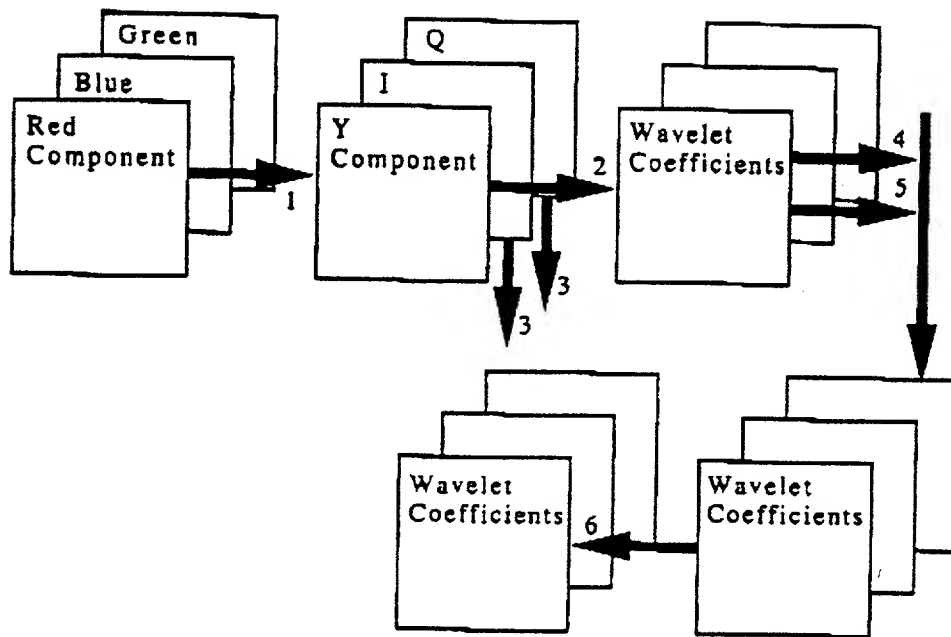 Green
Blue
Red
Component
1
Q
I
Y
Component
2
3
3
Wavelet
Coefficients
4
5
Wavelet
Coefficients
6
Wavelet
Coefficients